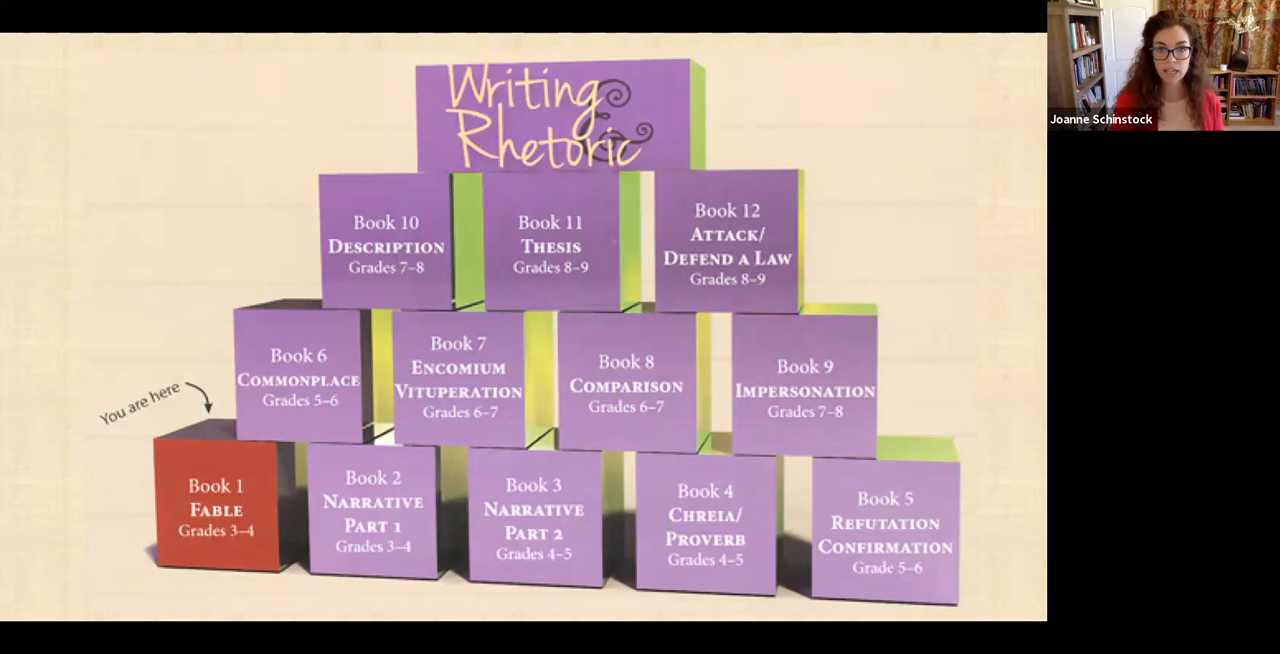 Writing
&
Rhetoric
Joanne Schinstock
Book 10
DESCRIPTION
Grades 7–8
Book 11
THESIS
Grades 8–9
Book 12
ATTACK/
DEFEND A LAW
Grades 8–9
Book 6
COMMONPLACE
Grades 5–6
Book 7
ENCOMIUM
VITUPERATION
Grades 6–7
Book 8
COMPARISON
Grades 6–7
Book 9
IMPERSONATION
Grades 7–8
You are here
Book 1
FABLE
Grades 3–4
Book 2
NARRATIVE
PART 1
Grades 3–4
Book 3
NARRATIVE
PART 2
Grades 4–5
Book 4
CHREIA/
PROVERB
Grades 4–5
Book 5
REFUTATION
CONFIRMATION
Grade 5–6